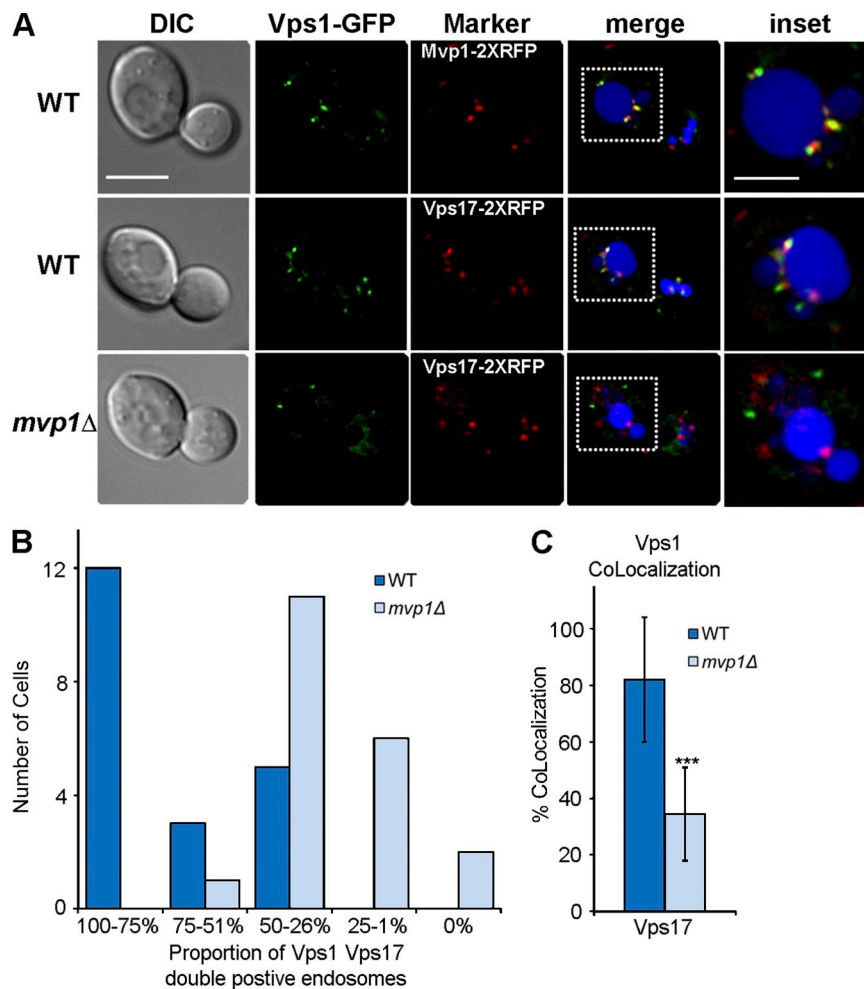 A
DIC Vps1-GFP Marker merge inset
WT
Mvp1-2XRFP
WT
Vps17-2XRFP
mvp1Δ
Vps17-2XRFP
B
12
8
4
0
Number of Cells
WT
mvp1Δ
100-75% 75-51% 50-26% 25-1% 0%
Proportion of Vps1 Vps17
double postive endosomes
C
Vps1
CoLocalization
100
80
60
40
20
0
% CoLocalization
WT
mvp1Δ
***
Vps17